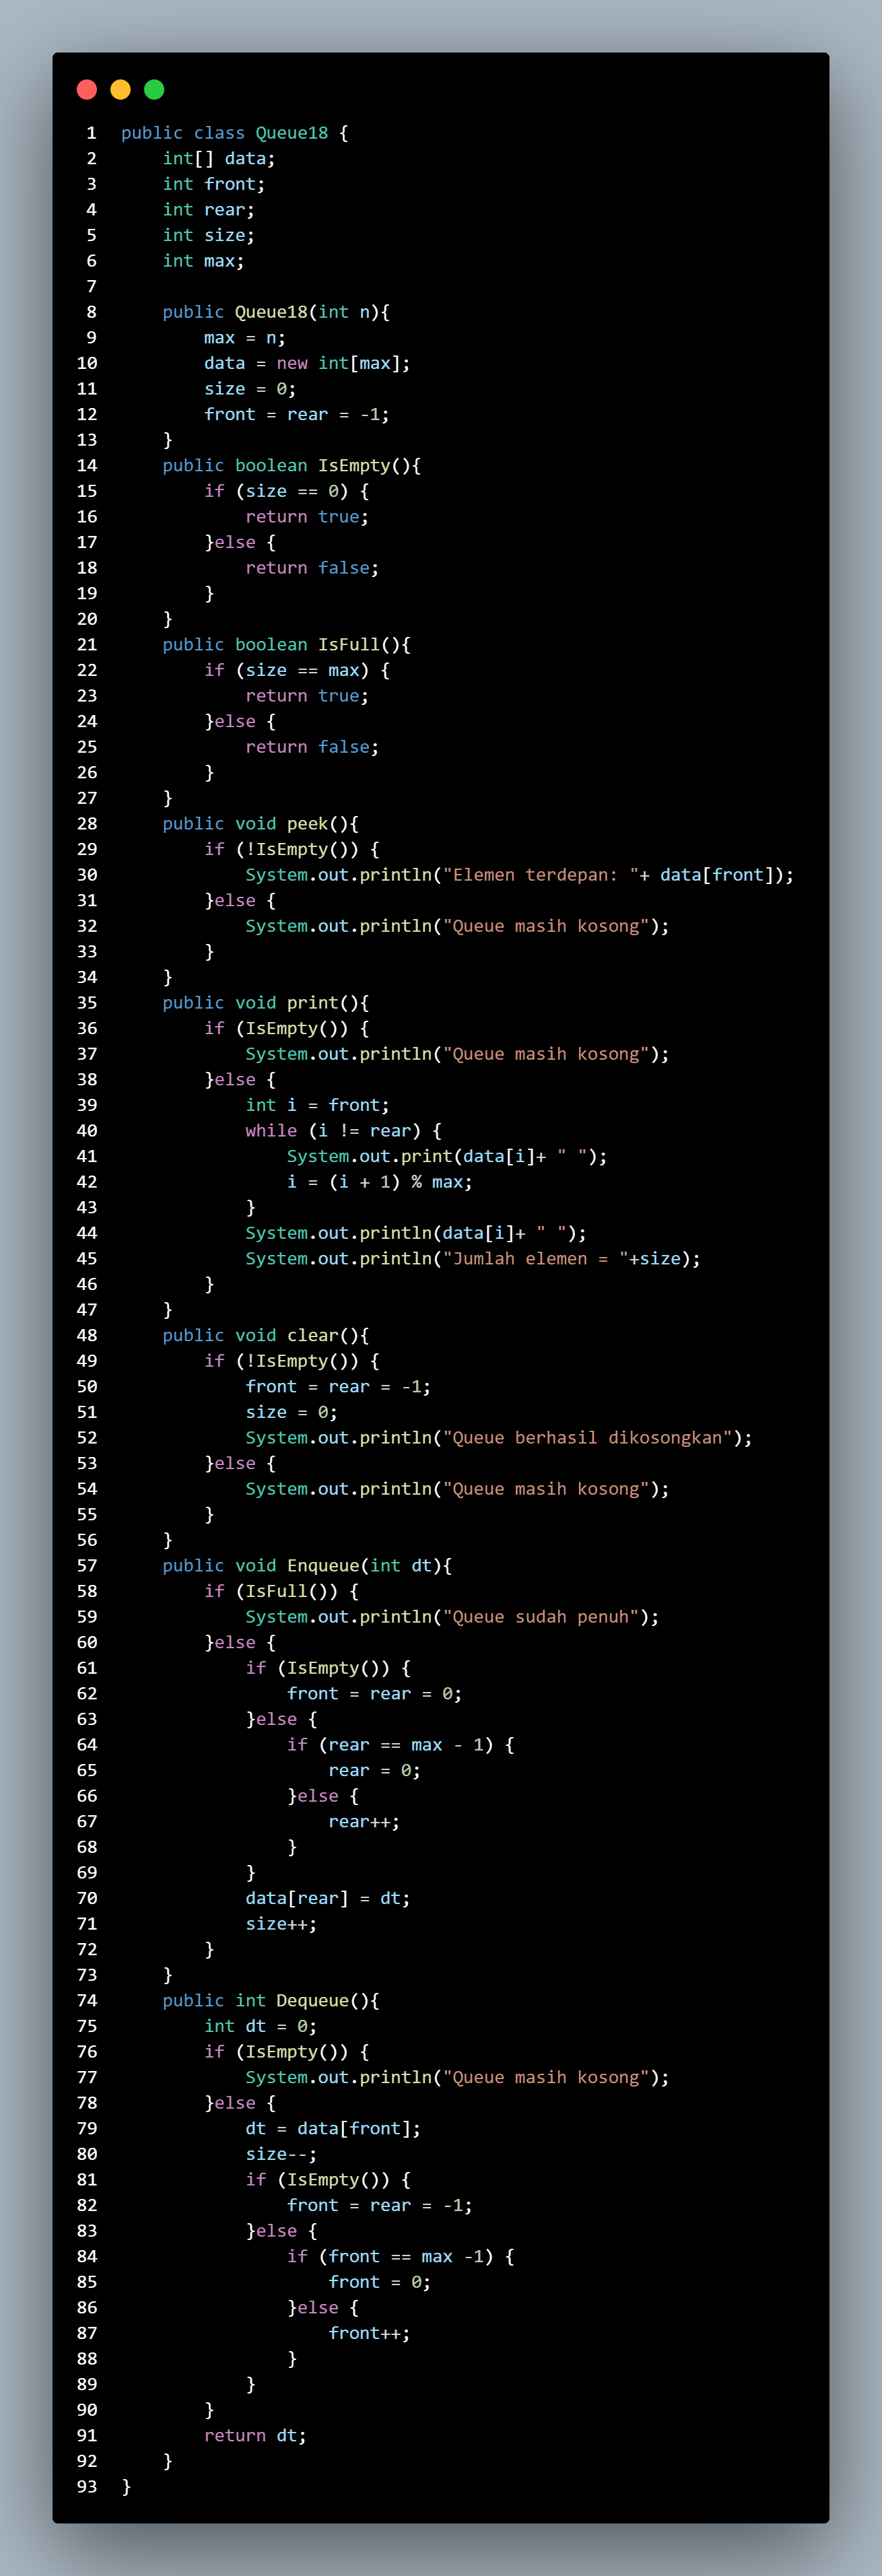 1 public class Queue18 {
2     int[] data;
3     int front;
4     int rear;
5     int size;
6     int max;
7
8     public Queue18(int n){
9         max = n;
10         data = new int[max];
11         size = 0;
12         front = rear = -1;
13     }
14     public boolean IsEmpty(){
15         if (size == 0) {
16             return true;
17         }else {
18             return false;
19         }
20     }
21     public boolean IsFull(){
22         if (size == max) {
23             return true;
24         }else {
25             return false;
26         }
27     }
28     public void peek(){
29         if (!IsEmpty()) {
30             System.out.println("Elemen terdepan: "+ data[front]);
31         }else {
32             System.out.println("Queue masih kosong");
33         }
34     }
35     public void print(){
36         if (IsEmpty()) {
37             System.out.println("Queue masih kosong");
38         }else {
39             int i = front;
40             while (i != rear) {
41                 System.out.print(data[i]+ " ");
42                 i = (i + 1) % max;
43             }
44             System.out.println(data[i]+ " ");
45             System.out.println("Jumlah elemen = "+size);
46         }
47     }
48     public void clear(){
49         if (!IsEmpty()) {
50             front = rear = -1;
51             size = 0;
52             System.out.println("Queue berhasil dikosongkan");
53         }else {
54             System.out.println("Queue masih kosong");
55         }
56     }
57     public void Enqueue(int dt){
58         if (IsFull()) {
59             System.out.println("Queue sudah penuh");
60         }else {
61             if (IsEmpty()) {
62                 front = rear = 0;
63             }else {
64                 if (rear == max - 1) {
65                     rear = 0;
66                 }else {
67                     rear++;
68                 }
69             }
70             data[rear] = dt;
71             size++;
72         }
73     }
74     public int Dequeue(){
75         int dt = 0;
76         if (IsEmpty()) {
77             System.out.println("Queue masih kosong");
78         }else {
79             dt = data[front];
80             size--;
81             if (IsEmpty()) {
82                 front = rear = -1;
83             }else {
84                 if (front == max -1) {
85                     front = 0;
86                 }else {
87                     front++;
88                 }
89             }
90         }
91         return dt;
92     }
93 }